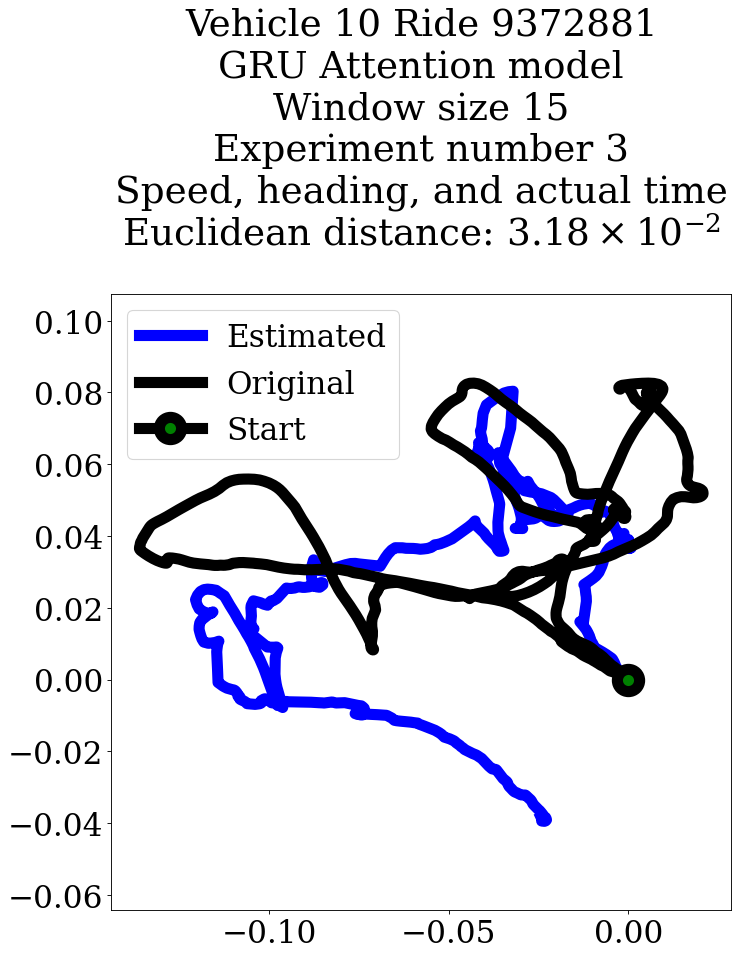 Vehicle 10 Ride 9372881
GRU Attention model
Window size 15
Experiment number 3
Speed, heading, and actual time
Euclidean distance: 3.18 × 10⁻²
Estimated
Original
Start
0.10
0.08
0.06
0.04
0.02
0.00
−0.02
−0.04
−0.06
−0.10
−0.05
0.00